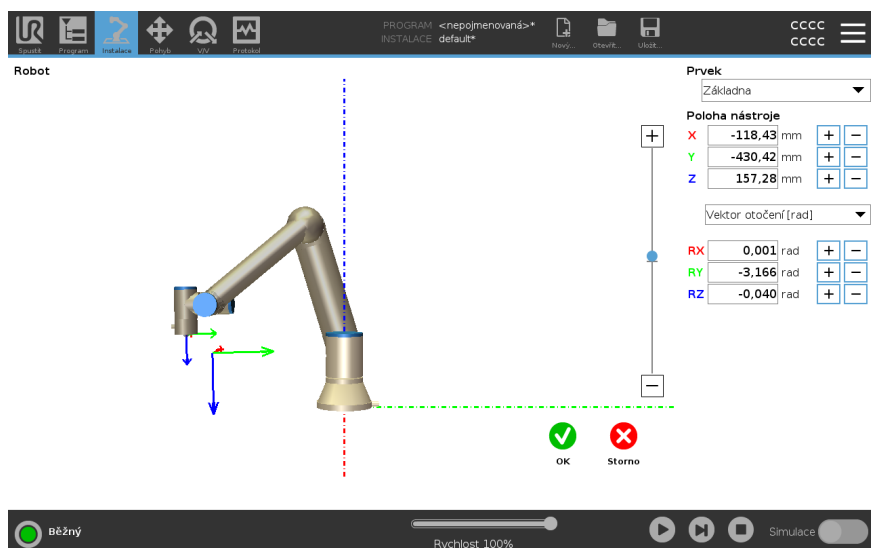 UR
Spustit
Program
Instalace
Pohyb
V/V
Protokol
PROGRAM <nepojmenovaná>*
INSTALACE default*
Nový...
Otevřít...
Uložit...
cccc
cccc
Robot
Prvek
Základna
Poloha nástroje
X -118,43 mm + −
Y -430,42 mm + −
Z 157,28 mm + −
Vektor otočení [rad]
RX 0,001 rad + −
RY -3,166 rad + −
RZ -0,040 rad + −
+
−
OK
Storno
Běžný
Rychlost 100%
Simulace